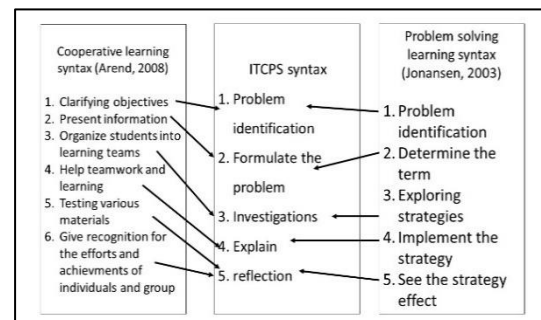 Cooperative learning
syntax (Arend, 2008)
1. Clarifying objectives
2. Present information
3. Organize students into
learning teams
4. Help teamwork and
learning
5. Testing various
materials
6. Give recognition for
the efforts and
achievments of
individuals and group
ITCPS syntax
1. Problem
identification
2. Formulate the
problem
3. Investigations
4. Explain
5. reflection
Problem solving
learning syntax
(Jonansen, 2003)
1. Problem
identification
2. Determine the
term
3. Exploring
strategies
4. Implement the
strategy
5. See the strategy
effect